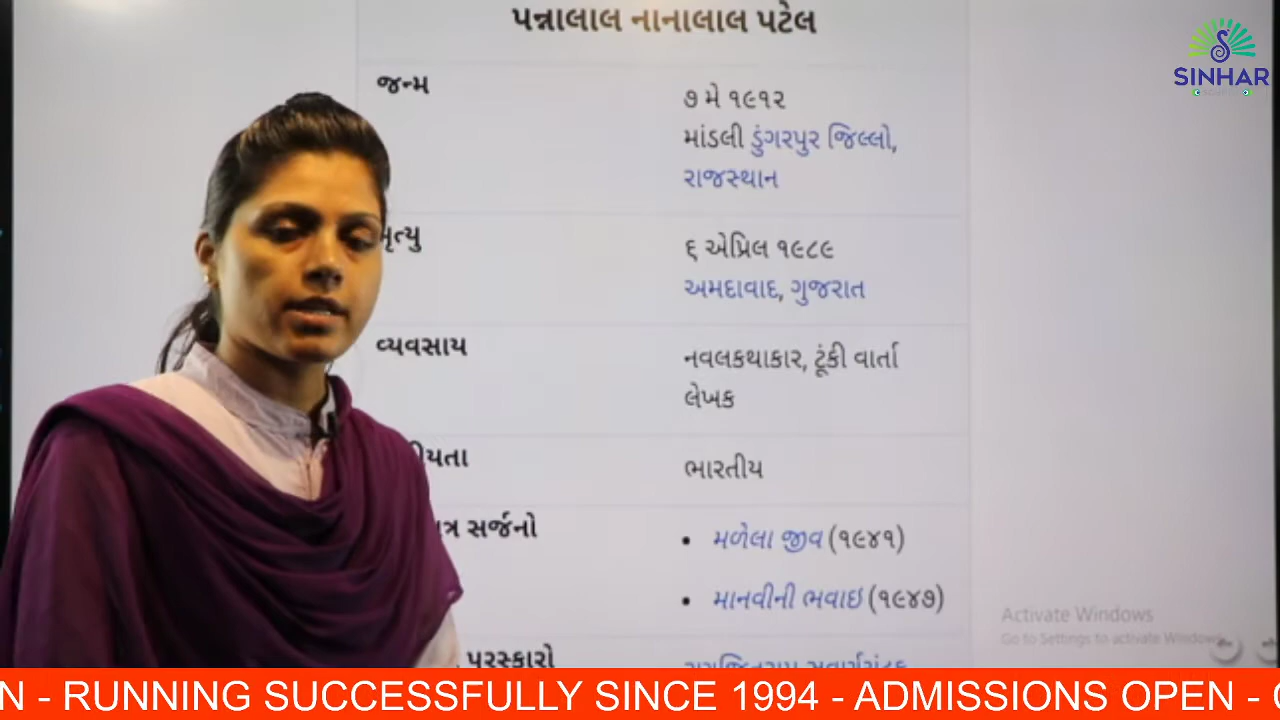 પન્નાલાલ નાનાલાલ પટેલ
SINHAR
જન્મ
૭ મે ૧૯૧૨
માંડલી ડુંગરપુર જિલ્લો,
રાજસ્થાન
૬ એપ્રિલ ૧૯૮૯
અમદાવાદ, ગુજરાત
વ્યવસાય
નવલકથાકાર, ટૂંકી વાર્તા
લેખક
ભારતીય
સર્જનો
• મળેલા જીવ (૧૯૪૧)
• માનવીની ભવાઇ (૧૯૪૭)
Activate Windows
Go to Settings to activate Windows
પુરસ્કારો
N - RUNNING SUCCESSFULLY SINCE 1994 - ADMISSIONS OPEN -